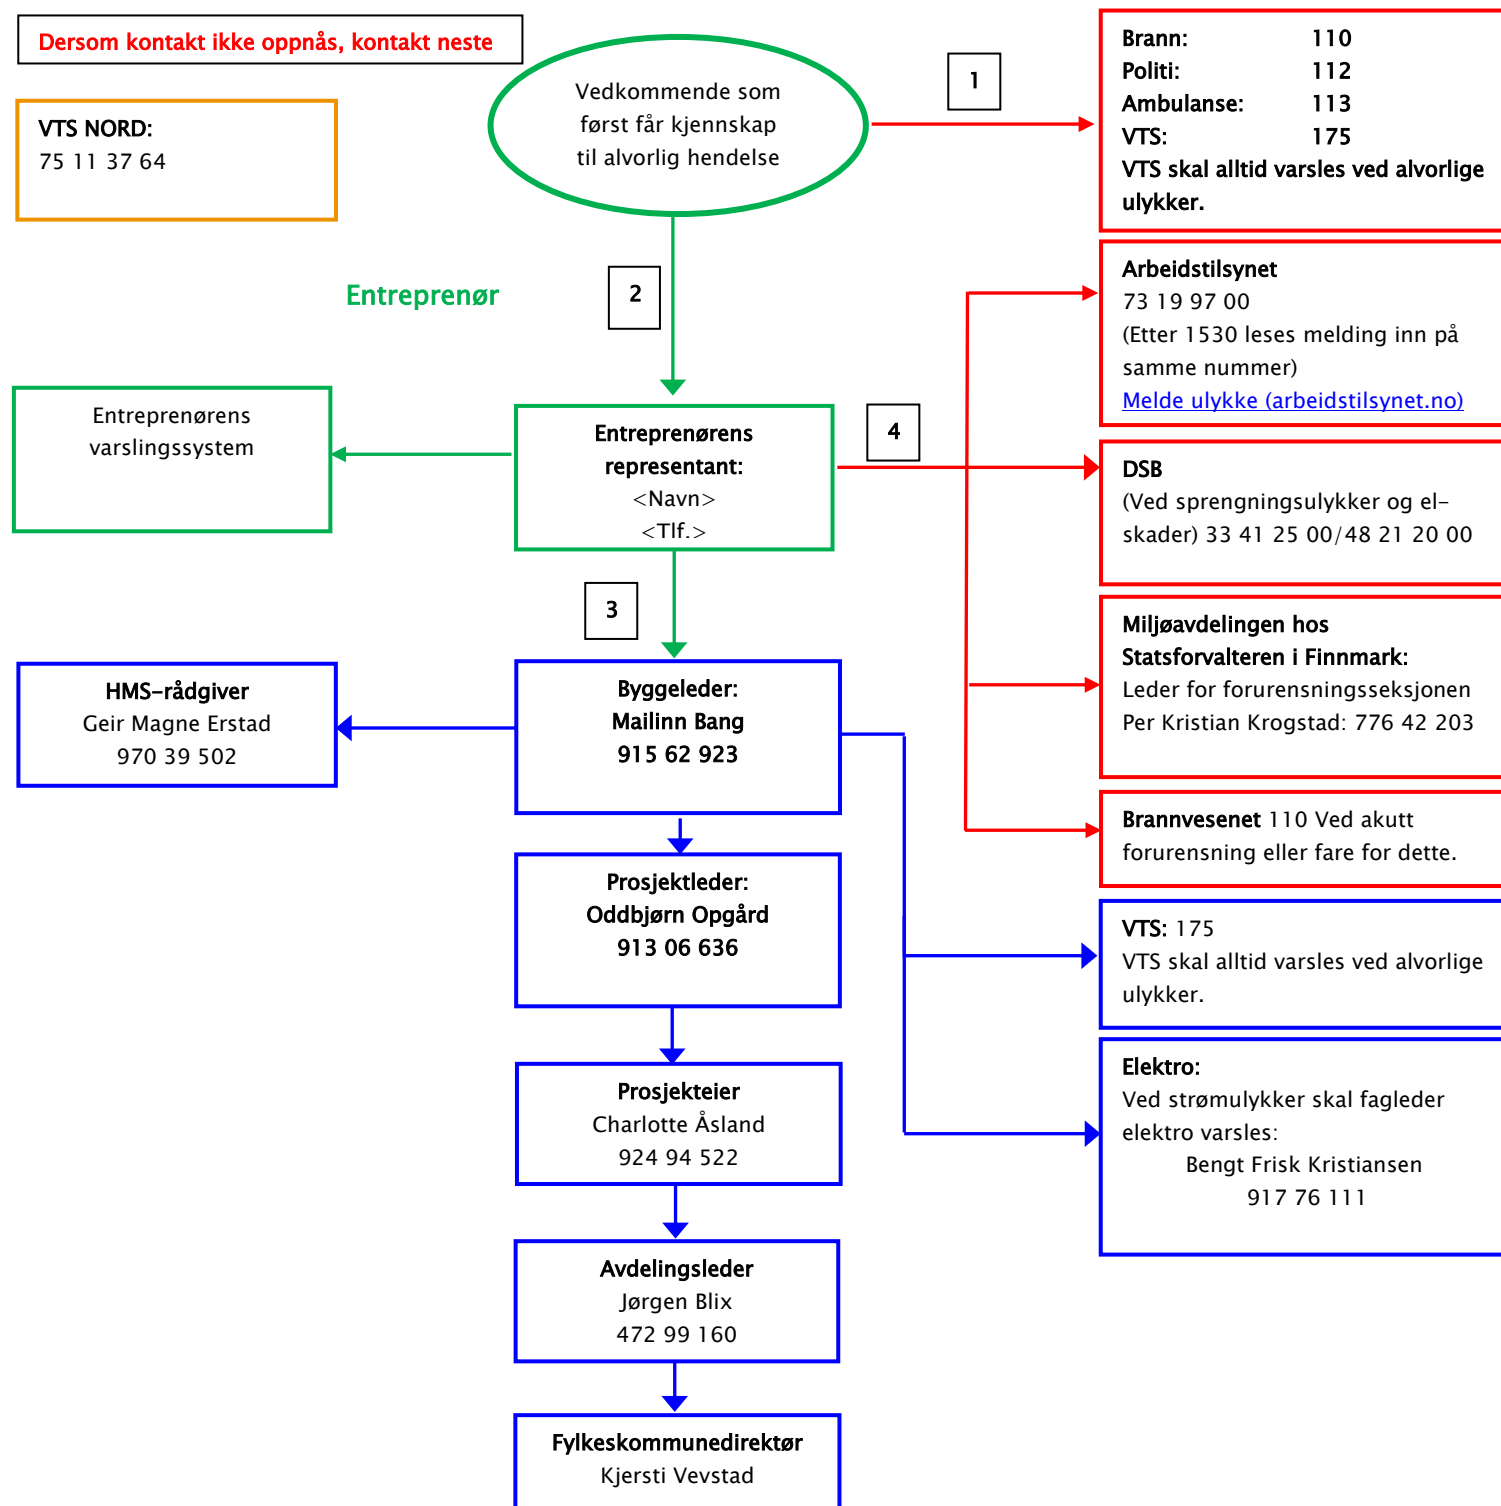 Dersom kontakt ikke oppnås, kontakt neste
VTS NORD:
75 11 37 64
Vedkommende som
først får kjennskap
til alvorlig hendelse
1
Brann: 110
Politi: 112
Ambulanse: 113
VTS: 175
VTS skal alltid varsles ved alvorlige
ulykker.
Entreprenør
2
Arbeidstilsynet
73 19 97 00
(Etter 1530 leses melding inn på
samme nummer)
Melde ulykke (arbeidstilsynet.no)
Entreprenørens
varslingssystem
Entreprenørens
representant:
<Navn>
<Tlf.>
4
DSB
(Ved sprengningsulykker og el-
skader) 33 41 25 00/48 21 20 00
3
Miljøavdelingen hos
Statsforvalteren i Finnmark:
Leder for forurensningsseksjonen
Per Kristian Krogstad: 776 42 203
HMS-rådgiver
Geir Magne Erstad
970 39 502
Byggeleder:
Mailinn Bang
915 62 923
Brannvesenet 110 Ved akutt
forurensning eller fare for dette.
Prosjektleder:
Oddbjørn Opgård
913 06 636
VTS: 175
VTS skal alltid varsles ved alvorlige
ulykker.
Prosjekteier
Charlotte Åsland
924 94 522
Elektro:
Ved strømulykker skal fagleder
elektro varsles:
Bengt Frisk Kristiansen
917 76 111
Avdelingsleder
Jørgen Blix
472 99 160
Fylkeskommunedirektør
Kjersti Vevstad